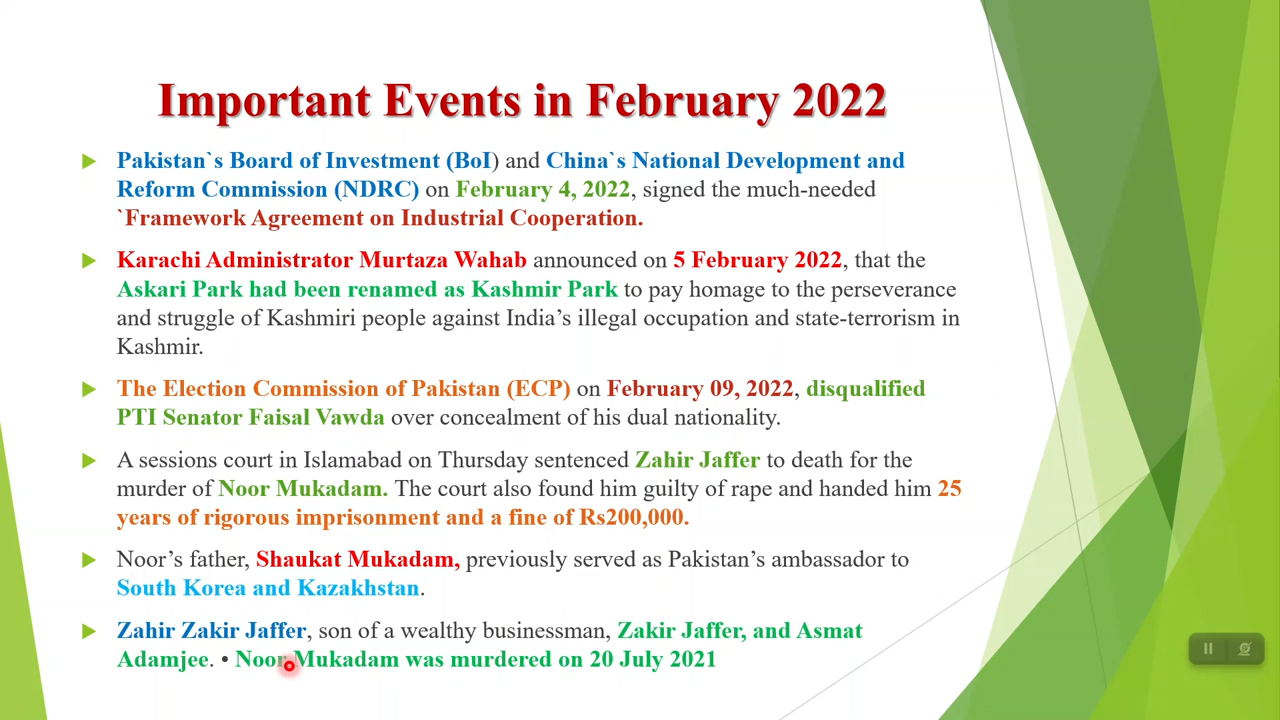 Important Events in February 2022
Pakistan`s Board of Investment (BoI) and China`s National Development and
Reform Commission (NDRC) on February 4, 2022, signed the much-needed
`Framework Agreement on Industrial Cooperation.
Karachi Administrator Murtaza Wahab announced on 5 February 2022, that the
Askari Park had been renamed as Kashmir Park to pay homage to the perseverance
and struggle of Kashmiri people against India’s illegal occupation and state-terrorism in
Kashmir.
The Election Commission of Pakistan (ECP) on February 09, 2022, disqualified
PTI Senator Faisal Vawda over concealment of his dual nationality.
A sessions court in Islamabad on Thursday sentenced Zahir Jaffer to death for the
murder of Noor Mukadam. The court also found him guilty of rape and handed him 25
years of rigorous imprisonment and a fine of Rs200,000.
Noor’s father, Shaukat Mukadam, previously served as Pakistan’s ambassador to
South Korea and Kazakhstan.
Zahir Zakir Jaffer, son of a wealthy businessman, Zakir Jaffer, and Asmat
Adamjee. • Noor Mukadam was murdered on 20 July 2021